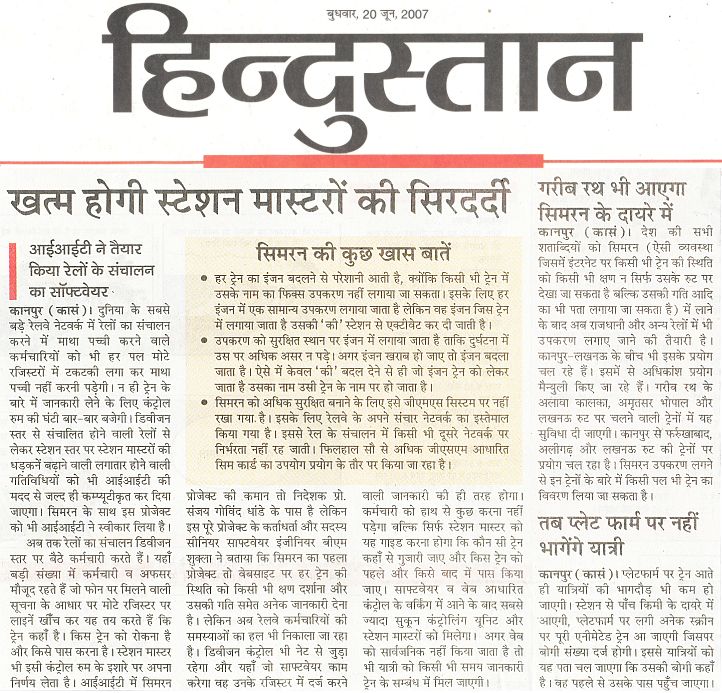 बुधवार, 20 जून, 2007
हिन्दुस्तान
खत्म होगी स्टेशन मास्टरों की सिरदर्दी
आईआईटी ने तैयार
किया रेलों के संचालन
का सॉफ्टवेयर
कानपुर (कासं)। दुनिया के सबसे
बड़े रेलवे नेटवर्क में रेलों का संचालन
करने में माथा पच्ची करने वाले
कर्मचारियों को भी हर पल मोटे
रजिस्टरों में टकटकी लगा कर माथा
पच्ची नहीं करनी पड़ेगी। न ही ट्रेन के
बारे में जानकारी लेने के लिए कंट्रोल
रुम की घंटी बार-बार बजेगी। डिवीजन
स्तर से संचालित होने वाली रेलों से
लेकर स्टेशन स्तर पर स्टेशन मास्टरों की
धड़कनें बढ़ाने वाली लगातार होने वाली
गतिविधियों को भी आईआईटी की
मदद से जल्द ही कम्प्यूटीकृत कर दिया
जाएगा। सिमरन के साथ इस प्रोजेक्ट
को भी आईआईटी ने स्वीकार लिया है।
अब तक रेलों का संचालन डिवीजन
स्तर पर बैठे कर्मचारी करते हैं। यहाँ
बड़ी संख्या में कर्मचारी व अफसर
मौजूद रहते हैं जो फोन पर मिलने वाली
सूचना के आधार पर मोटे रजिस्टर पर
लाइनें खींच कर यह तय करते हैं कि
ट्रेन कहाँ है। किस ट्रेन को रोकना है
और किसे पास करना है। स्टेशन मास्टर
भी इसी कंट्रोल रुम के इशारे पर अपना
निर्णय लेता है। आईआईटी में सिमरन
सिमरन की कुछ खास बातें
• हर ट्रेन का इंजन बदलने से परेशानी आती है, क्योंकि किसी भी ट्रेन में
उसके नाम का फिक्स उपकरण नहीं लगाया जा सकता। इसके लिए हर
इंजन में एक सामान्य उपकरण लगाया जाता है लेकिन वह इंजन जिस ट्रेन
में लगाया जाता है उसकी 'की' स्टेशन से एक्टीवेट कर दी जाती है।
• उपकरण को सुरक्षित स्थान पर इंजन में लगाया जाता है ताकि दुर्घटना में
उस पर अधिक असर न पड़े। अगर इंजन खराब हो जाए तो इंजन बदला
जाता है। ऐसे में केवल 'की' बदल देने से ही जो इंजन ट्रेन को लेकर
जाता है उसका नाम उसी ट्रेन के नाम पर हो जाता है।
• सिमरन को अधिक सुरक्षित बनाने के लिए इसे जीएमएस सिस्टम पर नहीं
रखा गया है। इसके लिए रेलवे के अपने संचार नेटवर्क का इस्तेमाल
किया गया है। इससे रेल के संचालन में किसी भी दूसरे नेटवर्क पर
निर्भरता नहीं रह जाती। फिलहाल सौ से अधिक जीएसएम आधारित
सिम कार्ड का उपयोग प्रयोग के तौर पर किया जा रहा है।
प्रोजेक्ट की कमान तो निदेशक प्रो.
संजय गोविंद धांडे के पास है लेकिन
इस पूरे प्रोजेक्ट के कर्ताधर्ता और सदस्य
सीनियर साफ्टवेयर इंजीनियर बीएम
शुक्ला ने बताया कि सिमरन का पहला
प्रोजेक्ट तो वेबसाइट पर हर ट्रेन की
स्थिति को किसी भी क्षण दर्शाना और
उसकी गति समेत अनेक जानकारी देना
है। लेकिन अब रेलवे कर्मचारियों की
समस्याओं का हल भी निकाला जा रहा
है। डिवीजन कंट्रोल भी नेट से जुड़ा
रहेगा और यहाँ जो साफ्टवेयर काम
करेगा वह उनके रजिस्टर में दर्ज करने
वाली जानकारी की ही तरह होगा।
कर्मचारी को हाथ से कुछ करना नहीं
पड़ेगा बल्कि सिर्फ स्टेशन मास्टर को
यह गाइड करना होगा कि कौन सी ट्रेन
कहाँ से गुजारी जाए और किस ट्रेन को
पहले और किसे बाद में पास किया
जाए। साफ्टवेयर व वेब आधारित
कंट्रोल के वर्किंग में आने के बाद सबसे
ज्यादा सुकून कंट्रोलिंग यूनिट और
स्टेशन मास्टरों को मिलेगा। अगर वेब
को सार्वजनिक नहीं किया जाता है तो
भी यात्री को किसी भी समय जानकारी
ट्रेन के सम्बंध में मिल जाएगी।
गरीब रथ भी आएगा
सिमरन के दायरे में
कानपुर (कासं)। देश की सभी
शताब्दियों को सिमरन (ऐसी व्यवस्था
जिसमें इंटरनेट पर किसी भी ट्रेन की स्थिति
को किसी भी क्षण न सिर्फ उसके रुट पर
देखा जा सकता है बल्कि उसकी गति आदि
का भी पता लगाया जा सकता है) में लाने
के बाद अब राजधानी और अन्य रेलों में भी
उपकरण लगाए जाने की तैयारी है।
कानपुर-लखनऊ के बीच भी इसके प्रयोग
चल रहे हैं। इसमें से अधिकांश प्रयोग
मैन्युली किए जा रहे हैं। गरीब रथ के
अलावा कालका, अमृतसर भोपाल और
लखनऊ रुट पर चलने वाली ट्रेनों में यह
सुविधा दी जाएगी। कानपुर से फर्रुखाबाद,
अलीगढ़ और लखनऊ रुट की ट्रेनों पर
प्रयोग चल रहा है। सिमरन उपकरण लगने
से इन ट्रेनों के बारे में किसी पल भी ट्रेन का
विवरण लिया जा सकता है।
तब प्लेट फार्म पर नहीं
भागेंगे यात्री
कानपुर (कासं)। प्लेटफार्म पर ट्रेन आते
ही यात्रियों की भागदौड़ भी कम हो
जाएगी। स्टेशन से पाँच किमी के दायरे में
आएगी, प्लेटफार्म पर लगी अनेक स्क्रीन
पर पूरी एनीमेटेड ट्रेन आ जाएगी जिसपर
बोगी संख्या दर्ज होगी। इससे यात्रियों को
यह पता चल जाएगा कि उसकी बोगी कहाँ
है। वह पहले से उसके पास पहुँच जाएगा।